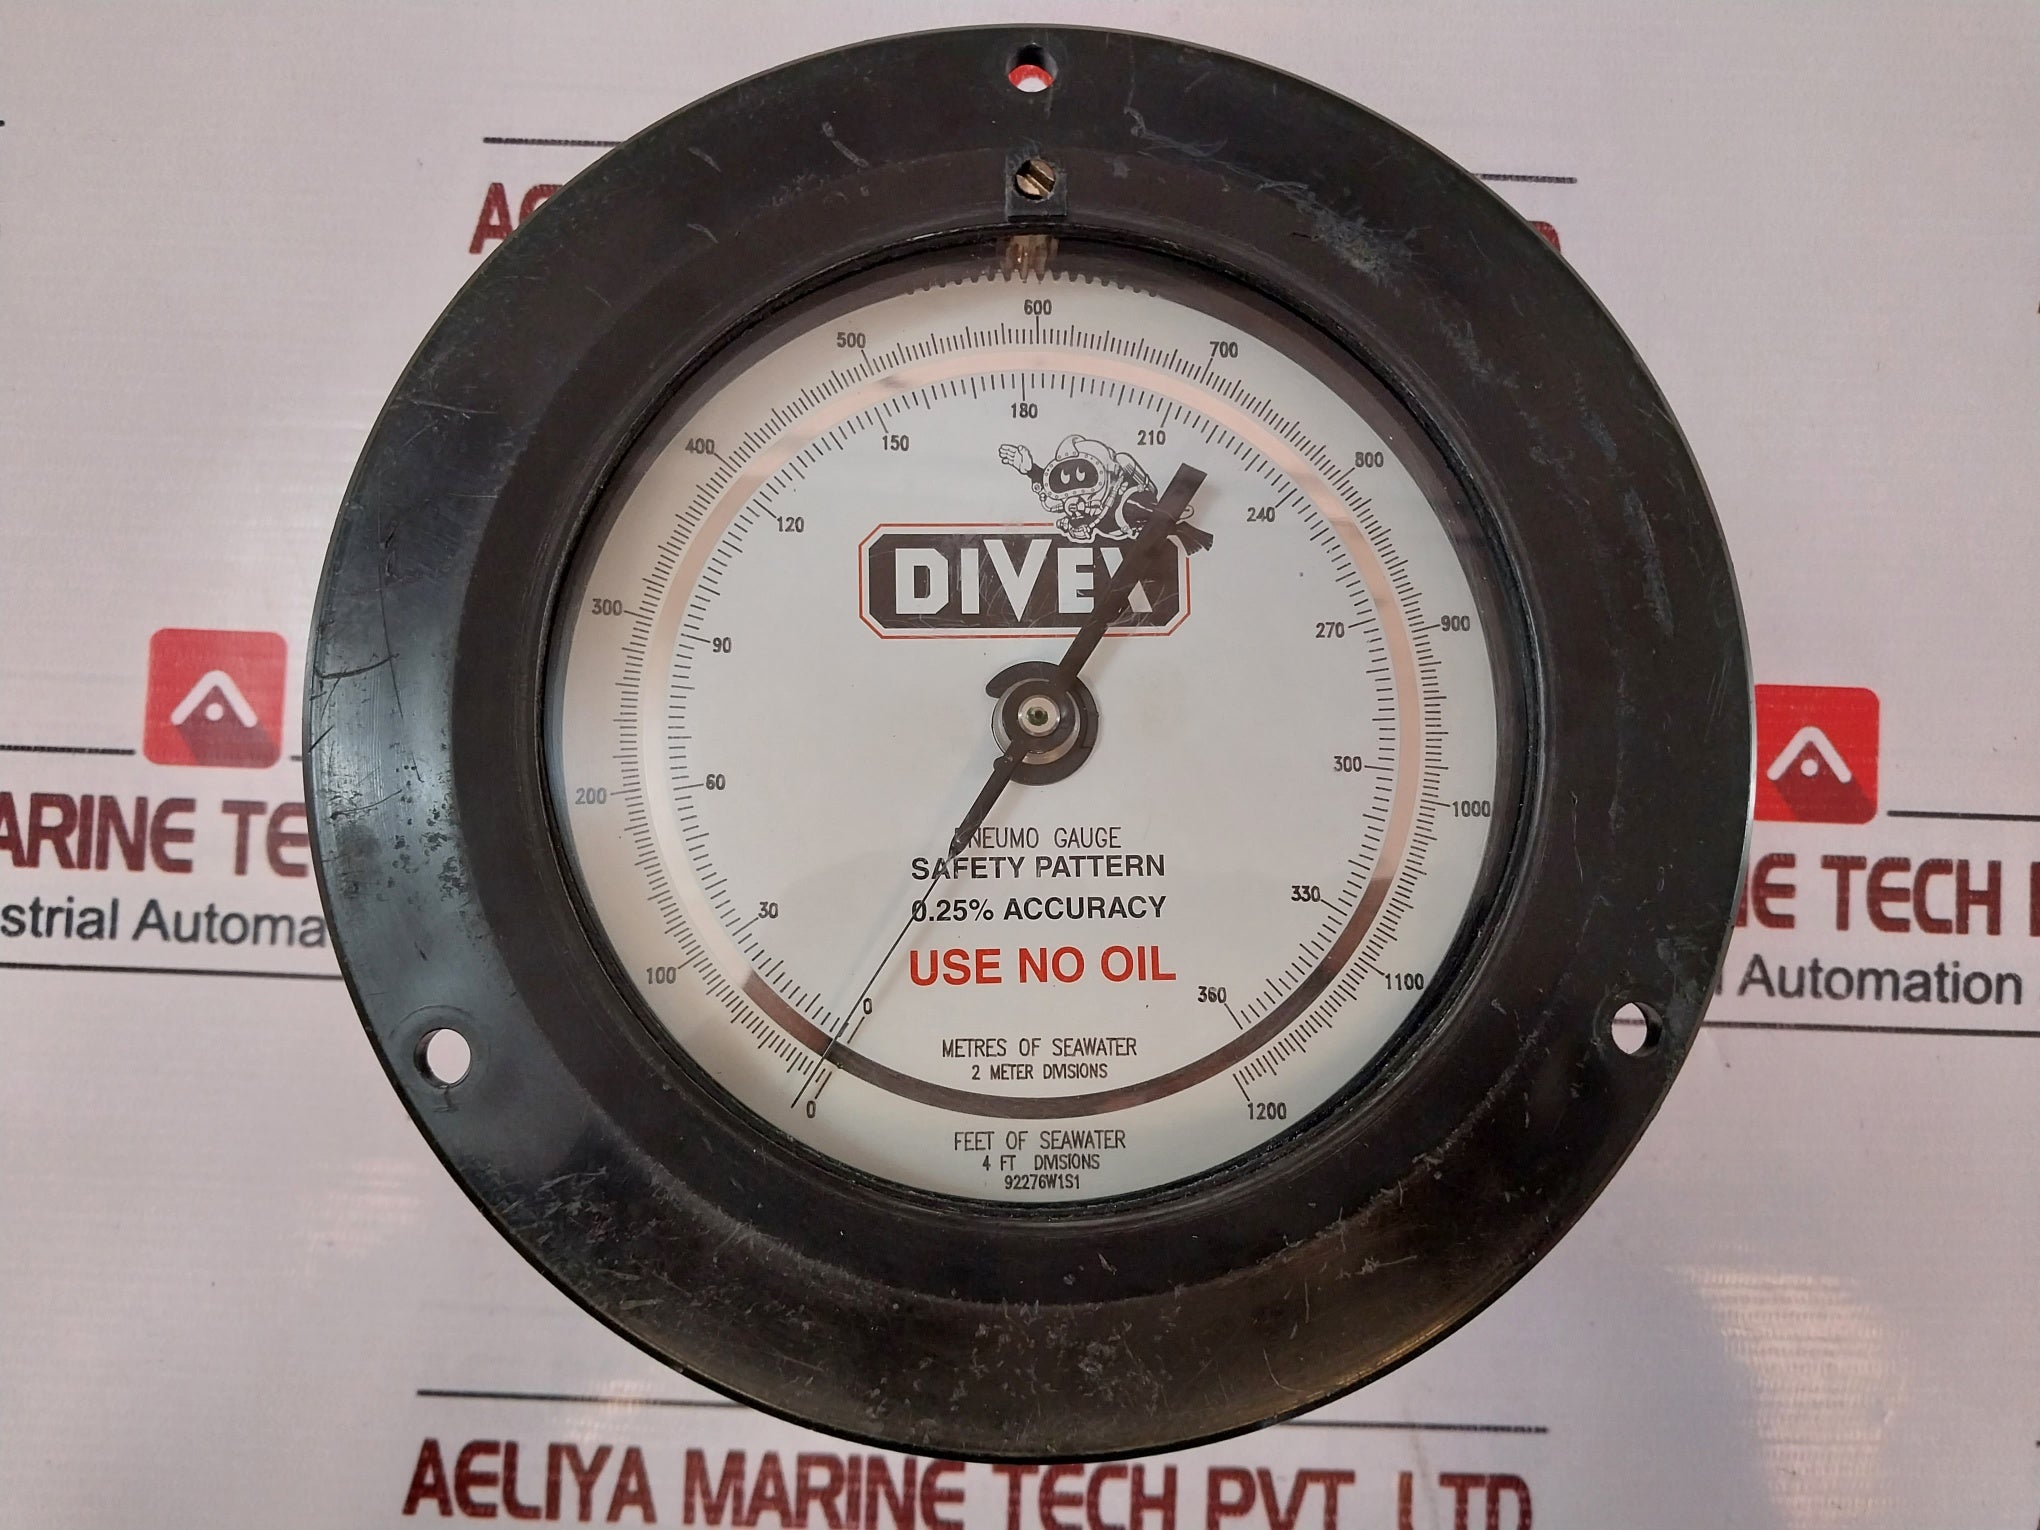 600
500
700
400
800
180
150
210
120
240
DIVEX
300
900
90
270
200
60
300
1000
PNEUMO GAUGE
SAFETY PATTERN
0.25% ACCURACY
USE NO OIL
30
330
100
1100
0
360
METRES OF SEAWATER
2 METER DIVISIONS
0
1200
FEET OF SEAWATER
4 FT DIVISIONS
92276W1S1
ARINE TE
strial Automa
E TECH
Automation
AELIYA MARINE TECH PVT LTD